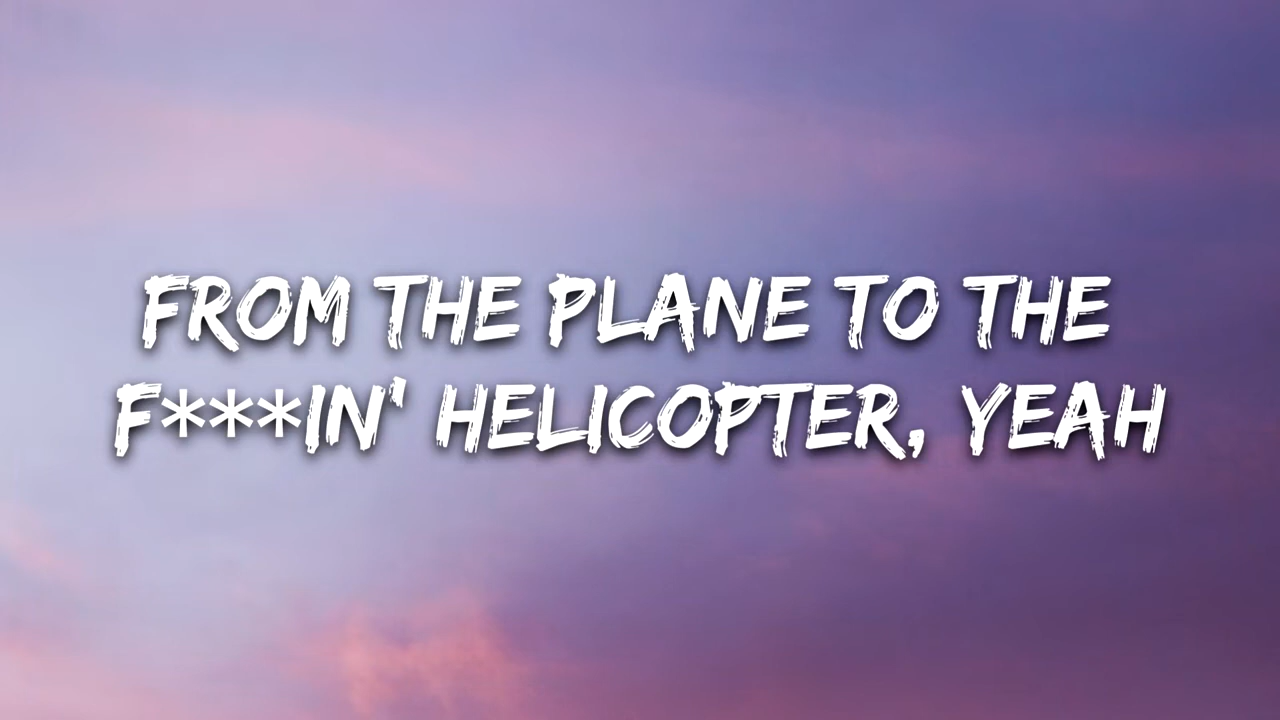 FROM THE PLANE TO THE
F***IN' HELICOPTER, YEAH